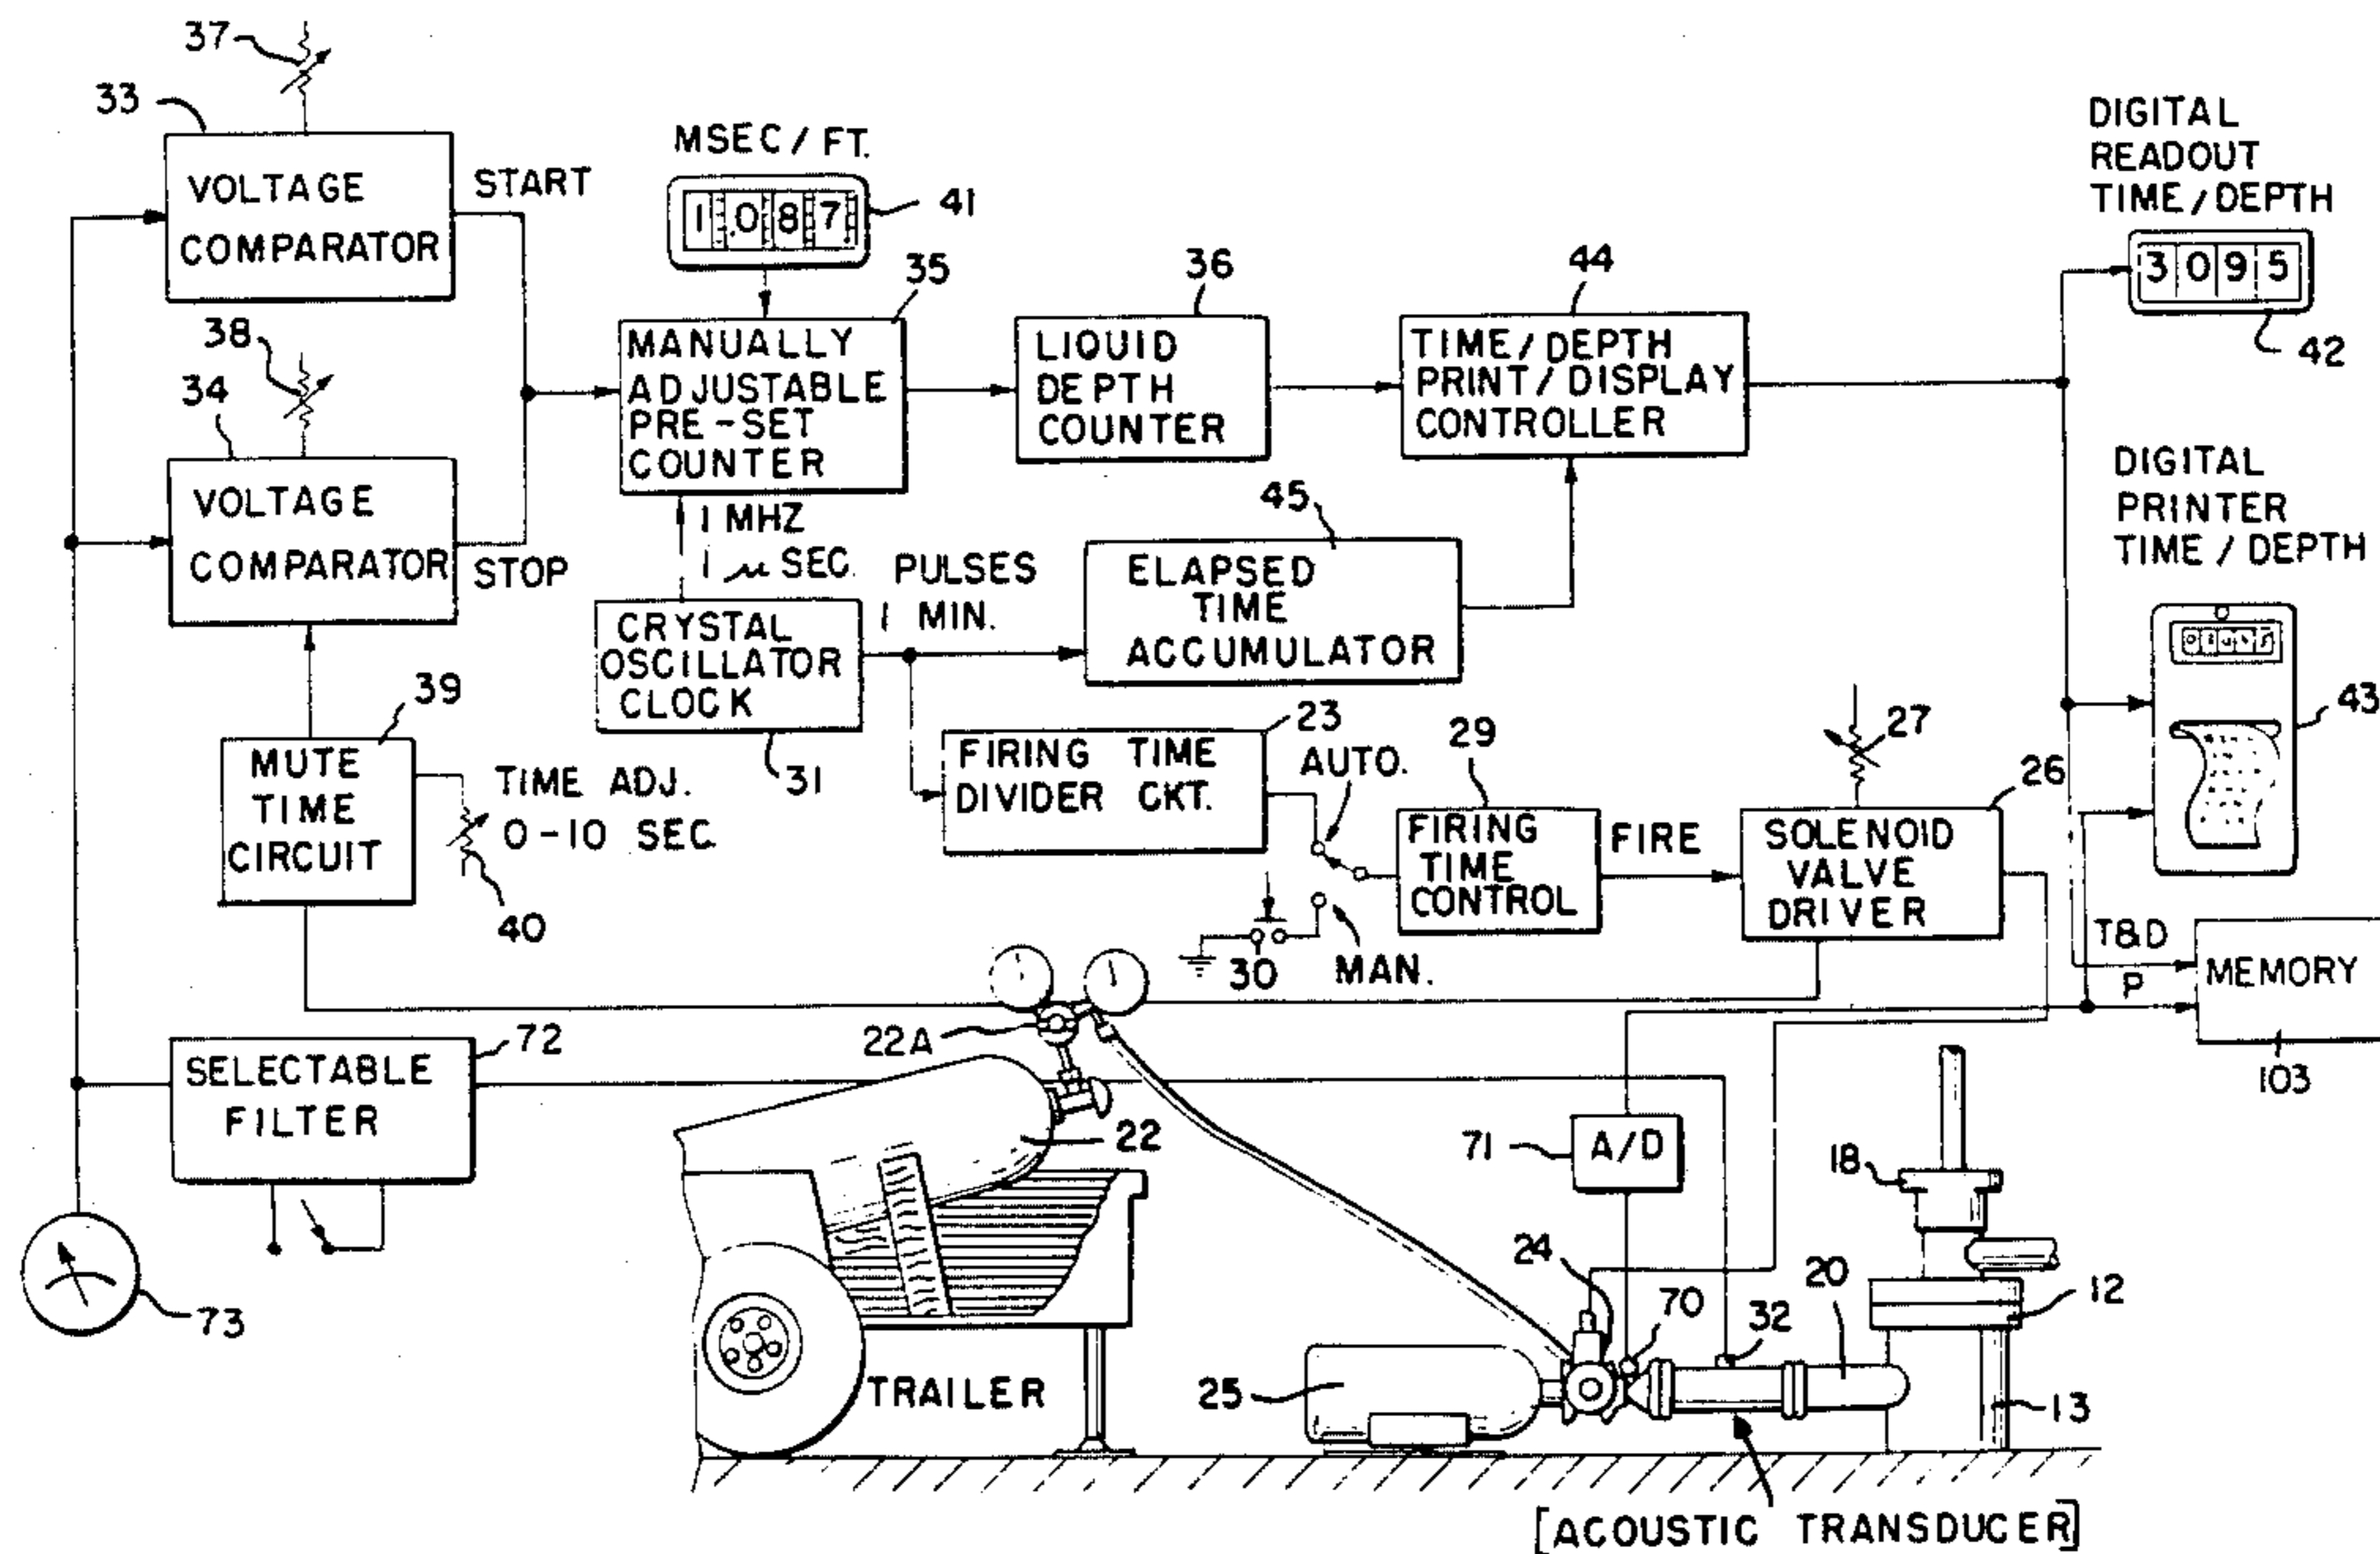 37
33
VOLTAGE
COMPARATOR
START
MSEC / FT.
1 .0 8 7
41
35
MANUALLY
ADJUSTABLE
PRE-SET
COUNTER
36
LIQUID
DEPTH
COUNTER
44
TIME/DEPTH
PRINT/DISPLAY
CONTROLLER
DIGITAL
READOUT
TIME/DEPTH
3 0 9 5
42
38
34
VOLTAGE
COMPARATOR
STOP
1 MHZ
1 μ SEC.
PULSES
1 MIN.
45
ELAPSED
TIME
ACCUMULATOR
DIGITAL
PRINTER
TIME / DEPTH
43
CRYSTAL
OSCILLATOR
CLOCK
31
39
MUTE
TIME
CIRCUIT
TIME ADJ.
0-10 SEC
40
23
FIRING TIME
DIVIDER CKT.
AUTO.
29
FIRING
TIME
CONTROL
FIRE
27
26
SOLENOID
VALVE
DRIVER
30
MAN.
T&D
P
MEMORY
103
22A
72
SELECTABLE
FILTER
73
22
71
A/D
18
24
70
32
20
12
13
25
TRAILER
[ACOUSTIC TRANSDUCER]